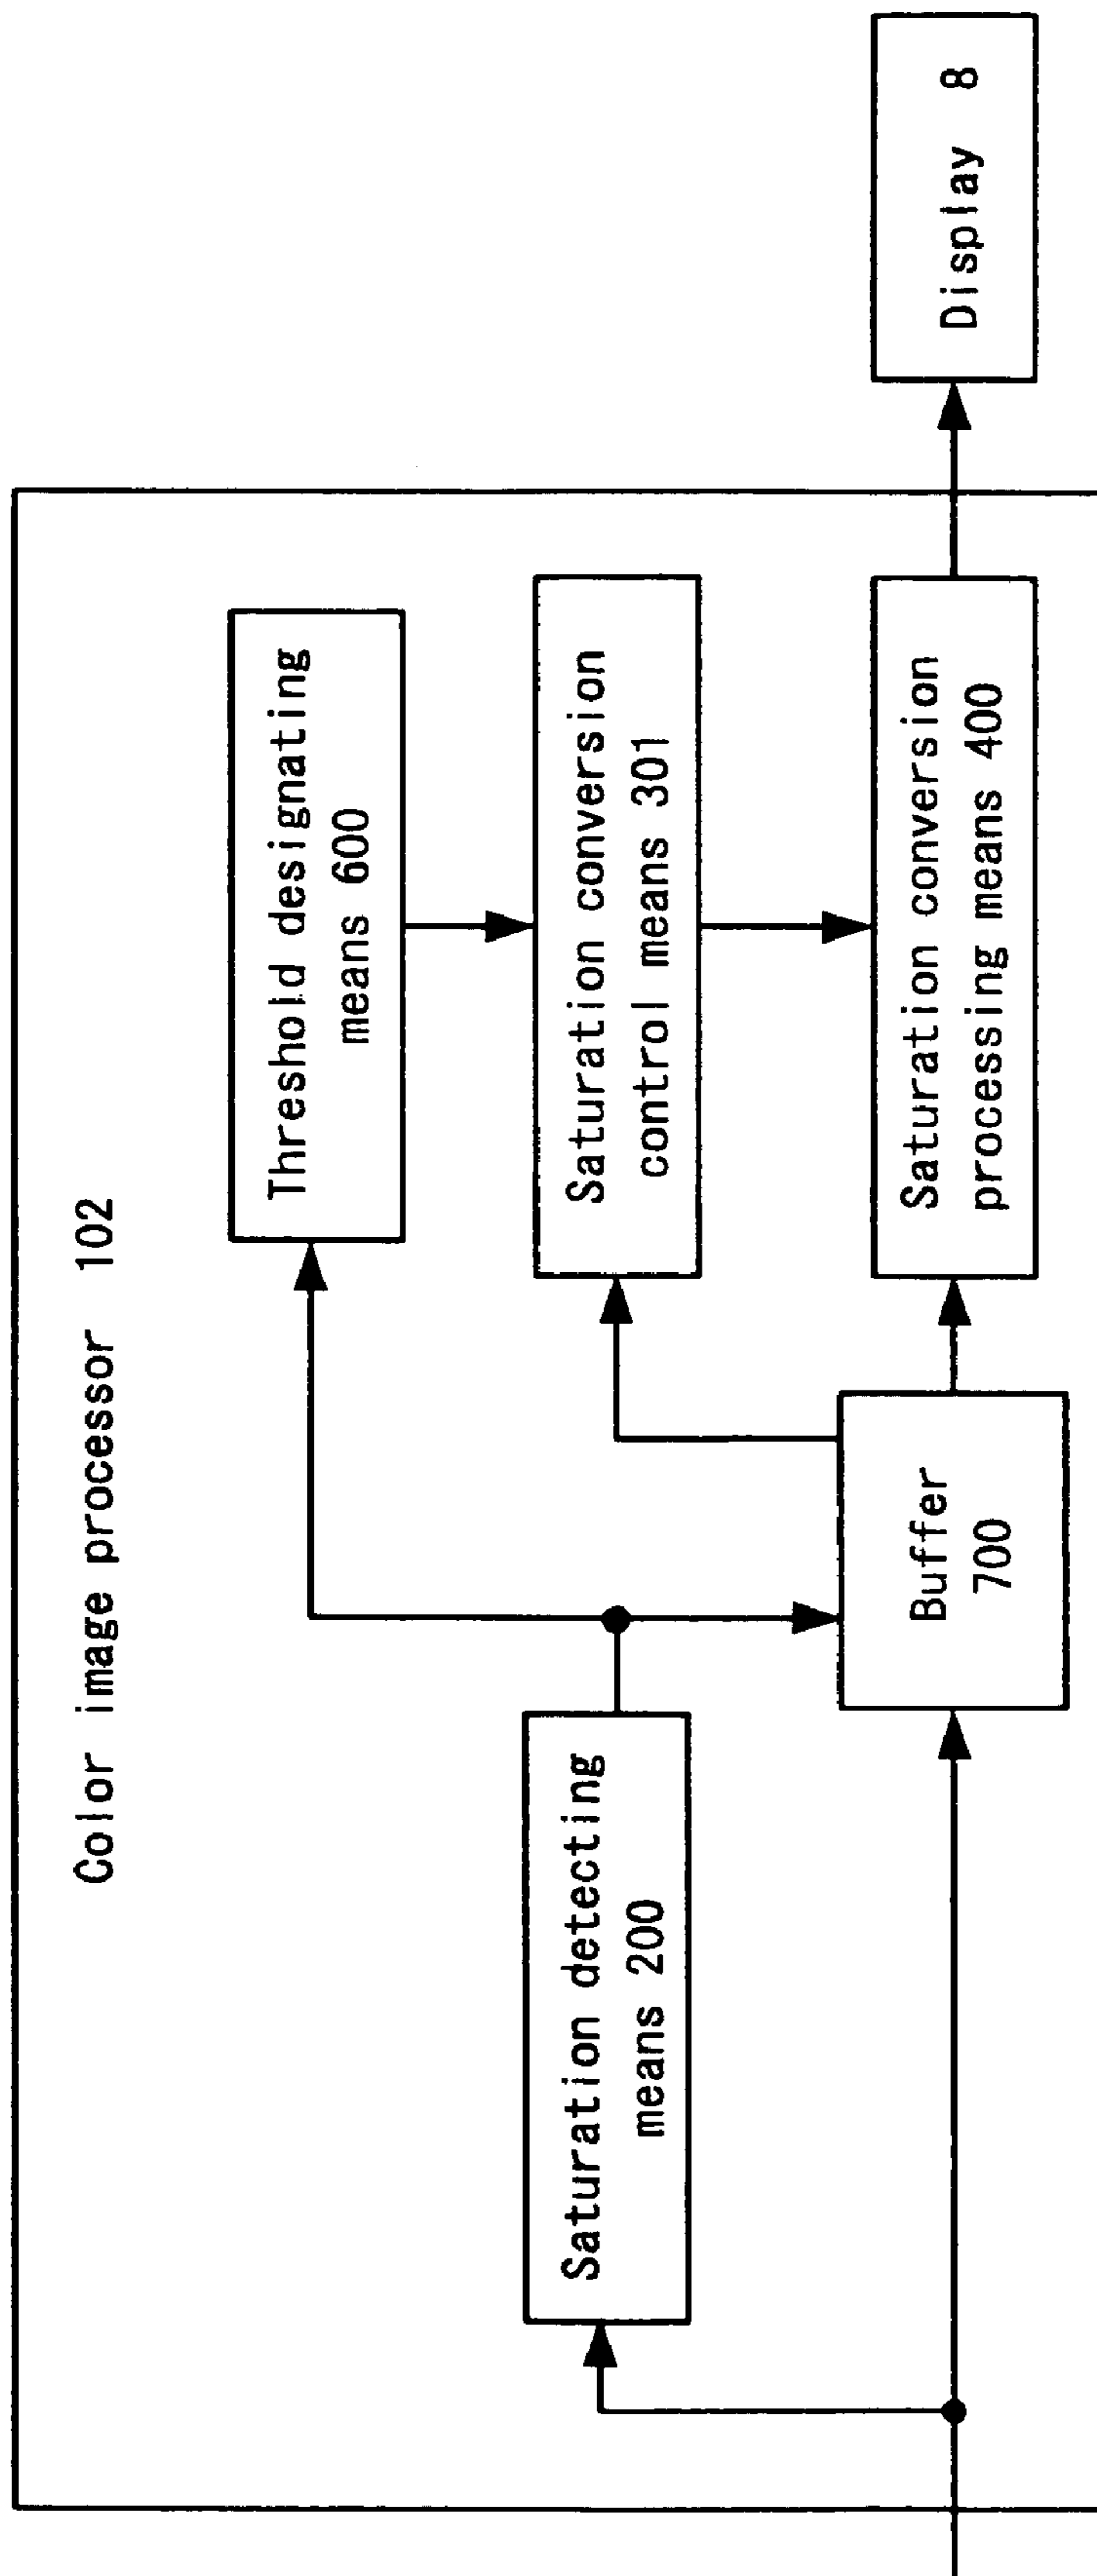 Color image processor 102
Threshold designating
means 600
Saturation detecting
means 200
Saturation conversion
control means 301
Buffer
700
Saturation conversion
processing means 400
Display 8